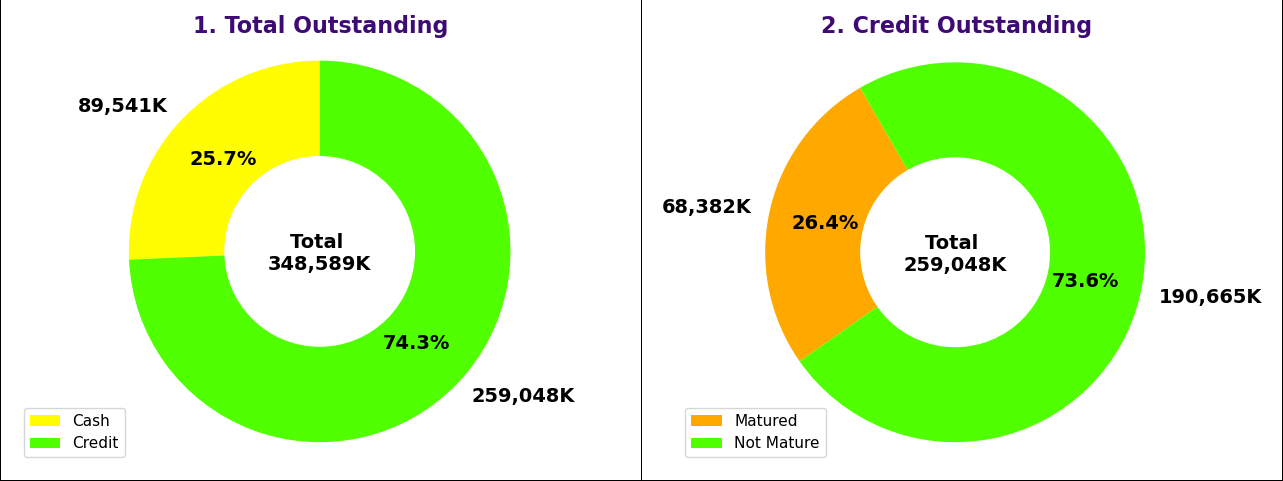 1. Total Outstanding
89,541K
25.7%
Total
348,589K
74.3%
259,048K
Cash
Credit
2. Credit Outstanding
68,382K
26.4%
Total
259,048K
73.6%
190,665K
Matured
Not Mature